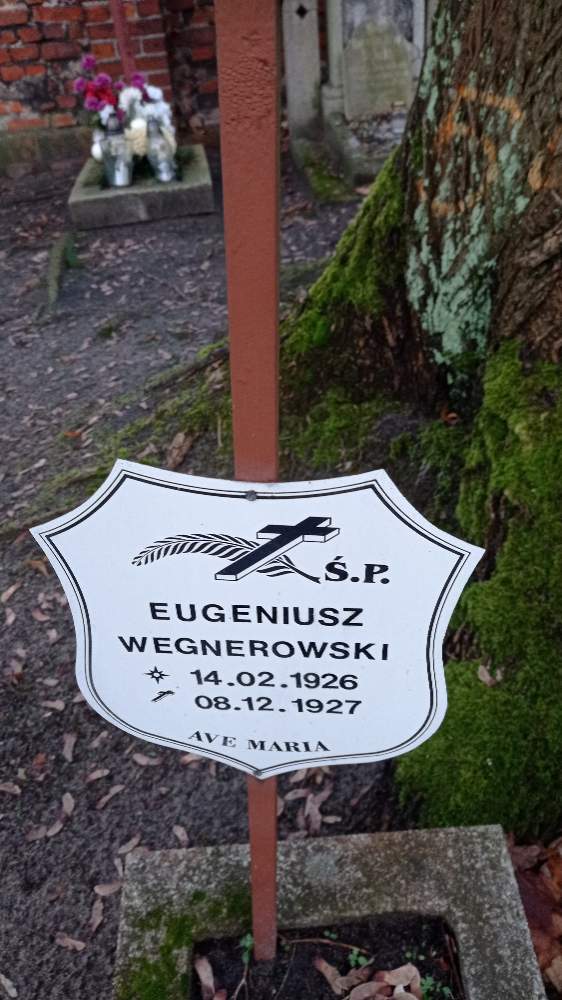 Ś.P.
EUGENIUSZ
WEGNEROWSKI
14.02.1926
08.12.1927
AVE MARIA